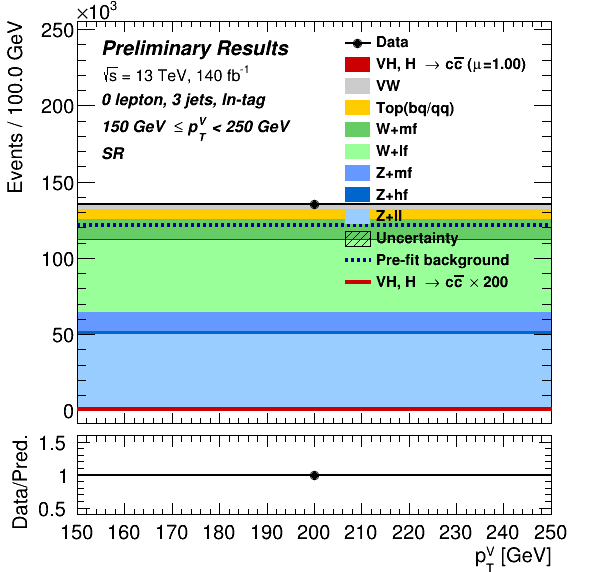 ×10³
Events / 100.0 GeV
250
200
150
100
50
0
Preliminary Results
√s = 13 TeV, 140 fb⁻¹
0 lepton, 3 jets, ln-tag
150 GeV ≤ p_T^V < 250 GeV
SR
Data
VH, H → cc̅ (μ=1.00)
VW
Top(bq/qq)
W+mf
W+lf
Z+mf
Z+hf
Z+ll
Uncertainty
Pre-fit background
VH, H → cc̅ × 200
Data/Pred.
1.5
1
0.5
150 160 170 180 190 200 210 220 230 240 250
p_T^V [GeV]